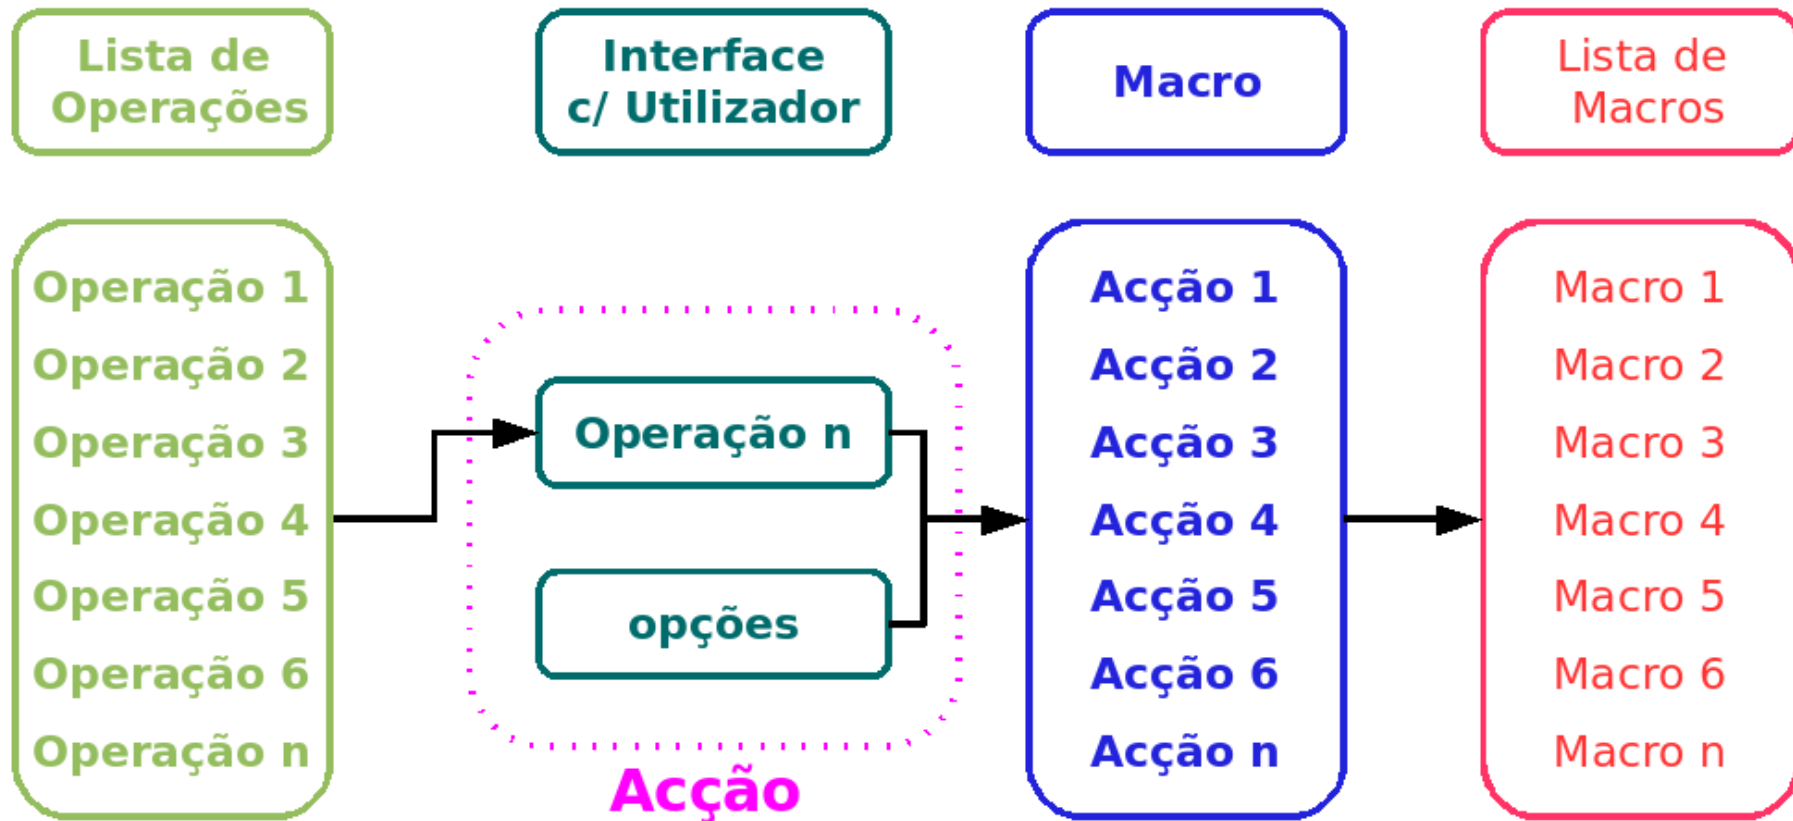 Lista de
Operações
Interface
c/ Utilizador
Macro
Lista de
Macros
Operação 1
Operação 2
Operação 3
Operação 4
Operação 5
Operação 6
Operação n
Operação n
opções
Acção
Acção 1
Acção 2
Acção 3
Acção 4
Acção 5
Acção 6
Acção n
Macro 1
Macro 2
Macro 3
Macro 4
Macro 5
Macro 6
Macro n